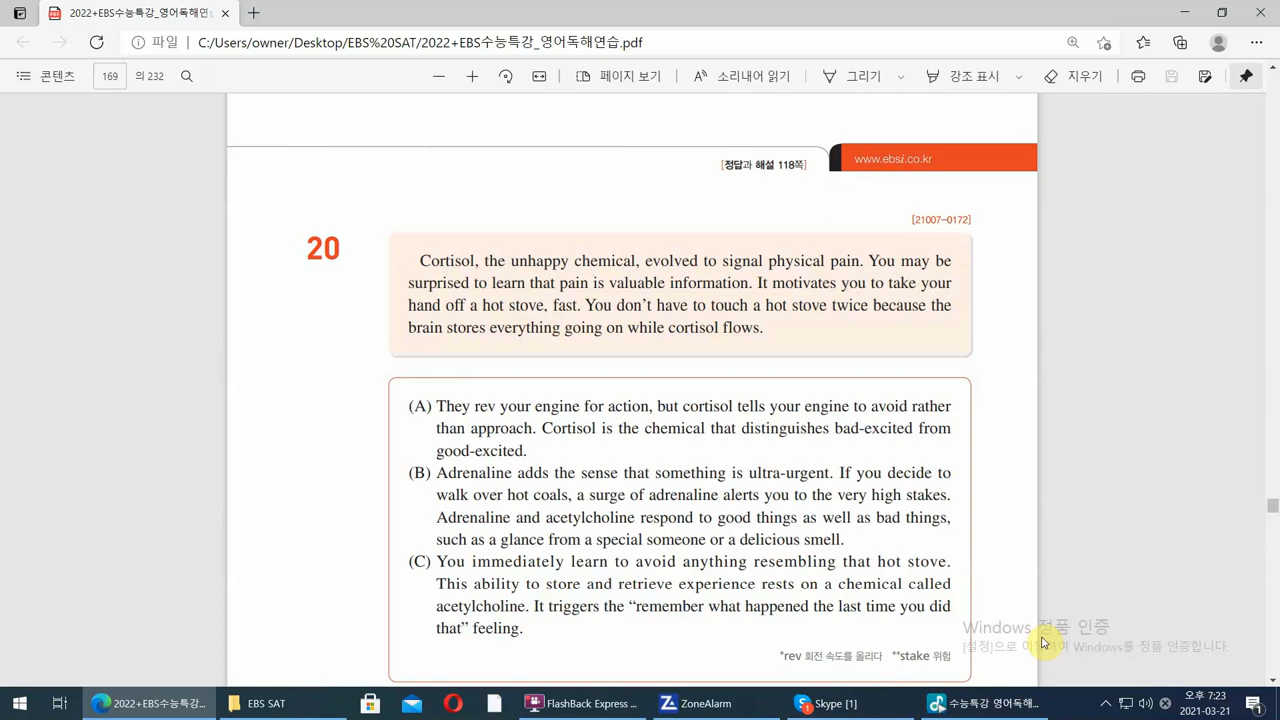 2022+EBS수능특강_영어독해연습
파일
C:/Users/owner/Desktop/EBS%20SAT/2022+EBS수능특강_영어독해연습.pdf
콘텐츠
169
의 232
페이지 보기
소리내어 읽기
그리기
강조 표시
지우기
[정답과 해설 118쪽]
www.ebsi.co.kr
[21007-0172]
20
Cortisol, the unhappy chemical, evolved to signal physical pain. You may be
surprised to learn that pain is valuable information. It motivates you to take your
hand off a hot stove, fast. You don't have to touch a hot stove twice because the
brain stores everything going on while cortisol flows.
(A) They rev your engine for action, but cortisol tells your engine to avoid rather
than approach. Cortisol is the chemical that distinguishes bad-excited from
good-excited.
(B) Adrenaline adds the sense that something is ultra-urgent. If you decide to
walk over hot coals, a surge of adrenaline alerts you to the very high stakes.
Adrenaline and acetylcholine respond to good things as well as bad things,
such as a glance from a special someone or a delicious smell.
(C) You immediately learn to avoid anything resembling that hot stove.
This ability to store and retrieve experience rests on a chemical called
acetylcholine. It triggers the “remember what happened the last time you did
that” feeling.
*rev 회전 속도를 올리다 **stake 위험
Windows 정품 인증
[설정]으로 이동하여 Windows를 정품 인증합니다.
2022+EBS수능특강_...
EBS SAT
FlashBack Express ...
ZoneAlarm
Skype [1]
수능특강 영어독해...
오후 7:23
2021-03-21